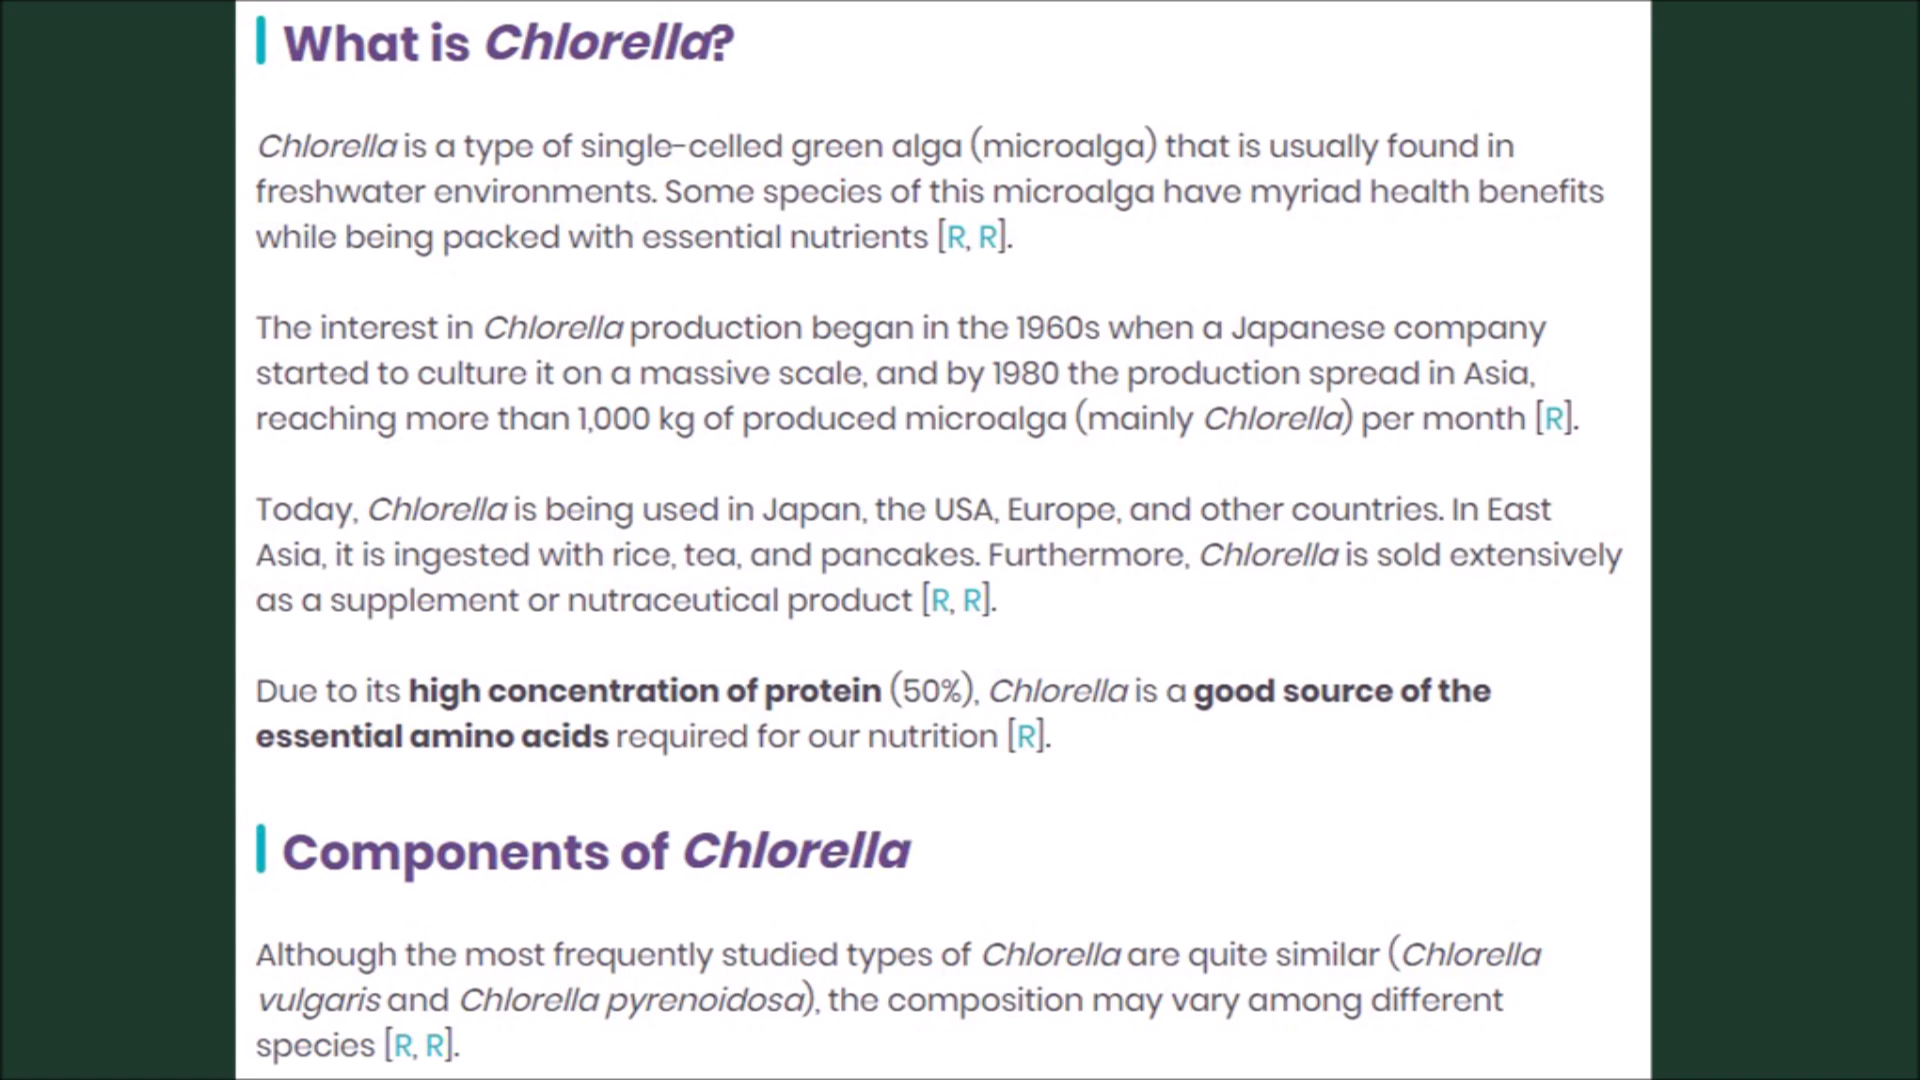 What is Chlorella?
Chlorella is a type of single-celled green alga (microalga) that is usually found in
freshwater environments. Some species of this microalga have myriad health benefits
while being packed with essential nutrients [R, R].
The interest in Chlorella production began in the 1960s when a Japanese company
started to culture it on a massive scale, and by 1980 the production spread in Asia,
reaching more than 1,000 kg of produced microalga (mainly Chlorella) per month [R].
Today, Chlorella is being used in Japan, the USA, Europe, and other countries. In East
Asia, it is ingested with rice, tea, and pancakes. Furthermore, Chlorella is sold extensively
as a supplement or nutraceutical product [R, R].
Due to its high concentration of protein (50%), Chlorella is a good source of the
essential amino acids required for our nutrition [R].
Components of Chlorella
Although the most frequently studied types of Chlorella are quite similar (Chlorella
vulgaris and Chlorella pyrenoidosa), the composition may vary among different
species [R, R].